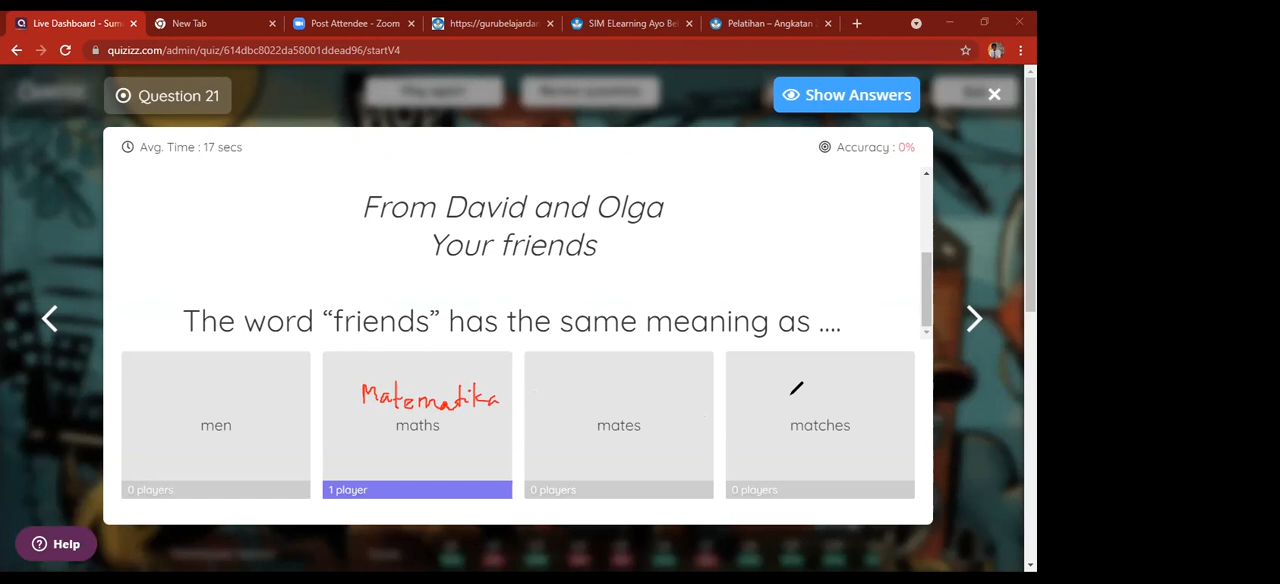 Live Dashboard - Sum
New Tab
Post Attendee - Zoom
https://gurubelajardan
SIM ELearning Ayo Bel
Pelatihan – Angkatan 2
quizizz.com/admin/quiz/614dbc8022da58001ddead96/startV4
Question 21
Show Answers
Avg. Time : 17 secs
Accuracy : 0%
From David and Olga
Your friends
The word “friends” has the same meaning as ....
Matematika
men
maths
mates
matches
0 players
1 player
0 players
0 players
Help